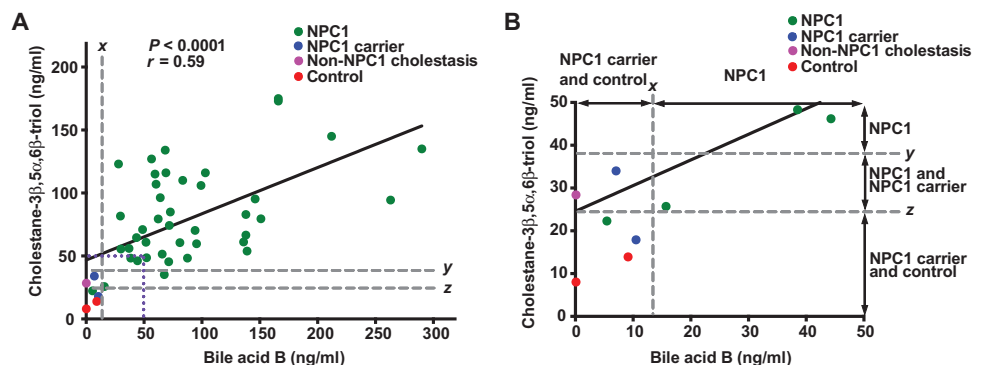 A
x
P < 0.0001
r = 0.59
NPC1
NPC1 carrier
Non-NPC1 cholestasis
Control
Cholestane-3β,5α,6β-triol (ng/ml)
200
150
100
50
0
y
z
0 50 100 150 200 250 300
Bile acid B (ng/ml)
B
NPC1
NPC1 carrier
Non-NPC1 cholestasis
Control
NPC1 carrier
and control
x
NPC1
Cholestane-3β,5α,6β-triol (ng/ml)
50
40
30
20
10
0
NPC1
y
NPC1 and
NPC1 carrier
z
NPC1 carrier
and control
0 10 20 30 40 50
Bile acid B (ng/ml)